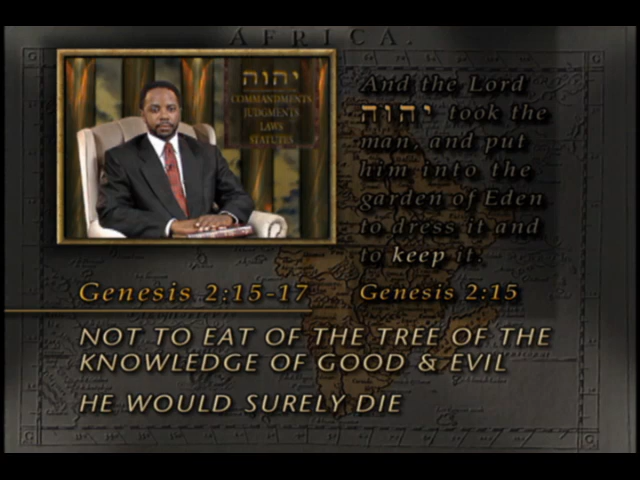 AFRICA.
יהוה
COMMANDMENTS
JUDGMENTS
LAWS
STATUTES
And the Lord
יהוה took the
man, and put
him into the
garden of Eden
to dress it and
to keep it.
Genesis 2:15-17
Genesis 2:15
NOT TO EAT OF THE TREE OF THE
KNOWLEDGE OF GOOD & EVIL
HE WOULD SURELY DIE